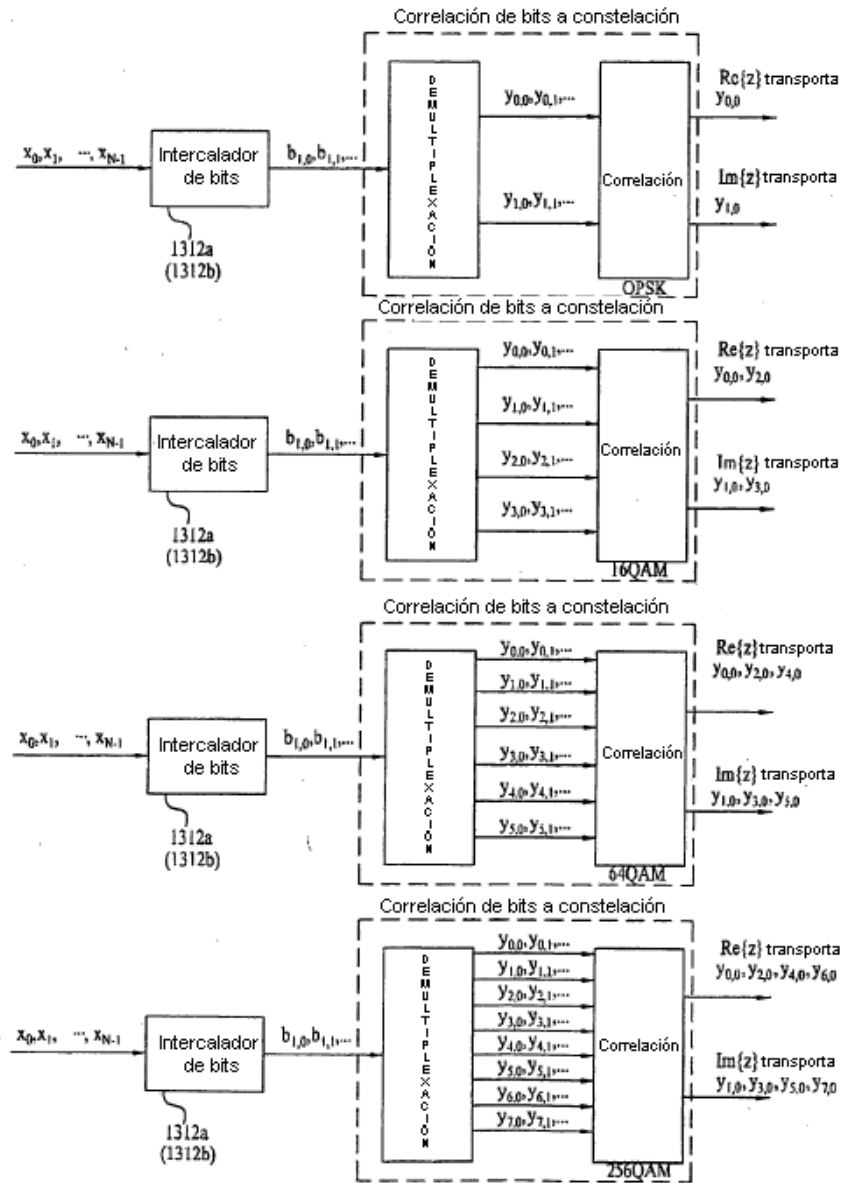 Correlación de bits a constelación
x₀,x₁, ···, x_N-1
Intercalador
de bits
1312a
(1312b)
b₁,₀,b₁,₁,···
DEMULTIPLEXACIÓN
y₀,₀,y₀,₁,···
y₁,₀,y₁,₁,···
Correlación
Re{z} transporta
y₀,₀
Im{z} transporta
y₁,₀
QPSK
Correlación de bits a constelación
x₀,x₁, ···, x_N-1
Intercalador
de bits
1312a
(1312b)
b₁,₀,b₁,₁,···
DEMULTIPLEXACIÓN
y₀,₀,y₀,₁,···
y₁,₀,y₁,₁,···
y₂,₀,y₂,₁,···
y₃,₀,y₃,₁,···
Correlación
Re{z} transporta
y₀,₀,y₂,₀
Im{z} transporta
y₁,₀,y₃,₀
16QAM
Correlación de bits a constelación
x₀,x₁, ···, x_N-1
Intercalador
de bits
1312a
(1312b)
b₁,₀,b₁,₁,···
DEMULTIPLEXACIÓN
y₀,₀,y₀,₁,···
y₁,₀,y₁,₁,···
y₂,₀,y₂,₁,···
y₃,₀,y₃,₁,···
y₄,₀,y₄,₁,···
y₅,₀,y₅,₁,···
Correlación
Re{z} transporta
y₀,₀,y₂,₀,y₄,₀
Im{z} transporta
y₁,₀,y₃,₀,y₅,₀
64QAM
Correlación de bits a constelación
x₀,x₁, ···, x_N-1
Intercalador
de bits
1312a
(1312b)
b₁,₀,b₁,₁,···
DEMULTIPLEXACIÓN
y₀,₀,y₀,₁,···
y₁,₀,y₁,₁,···
y₂,₀,y₂,₁,···
y₃,₀,y₃,₁,···
y₄,₀,y₄,₁,···
y₅,₀,y₅,₁,···
y₆,₀,y₆,₁,···
y₇,₀,y₇,₁,···
Correlación
Re{z} transporta
y₀,₀,y₂,₀,y₄,₀,y₆,₀
Im{z} transporta
y₁,₀,y₃,₀,y₅,₀,y₇,₀
256QAM